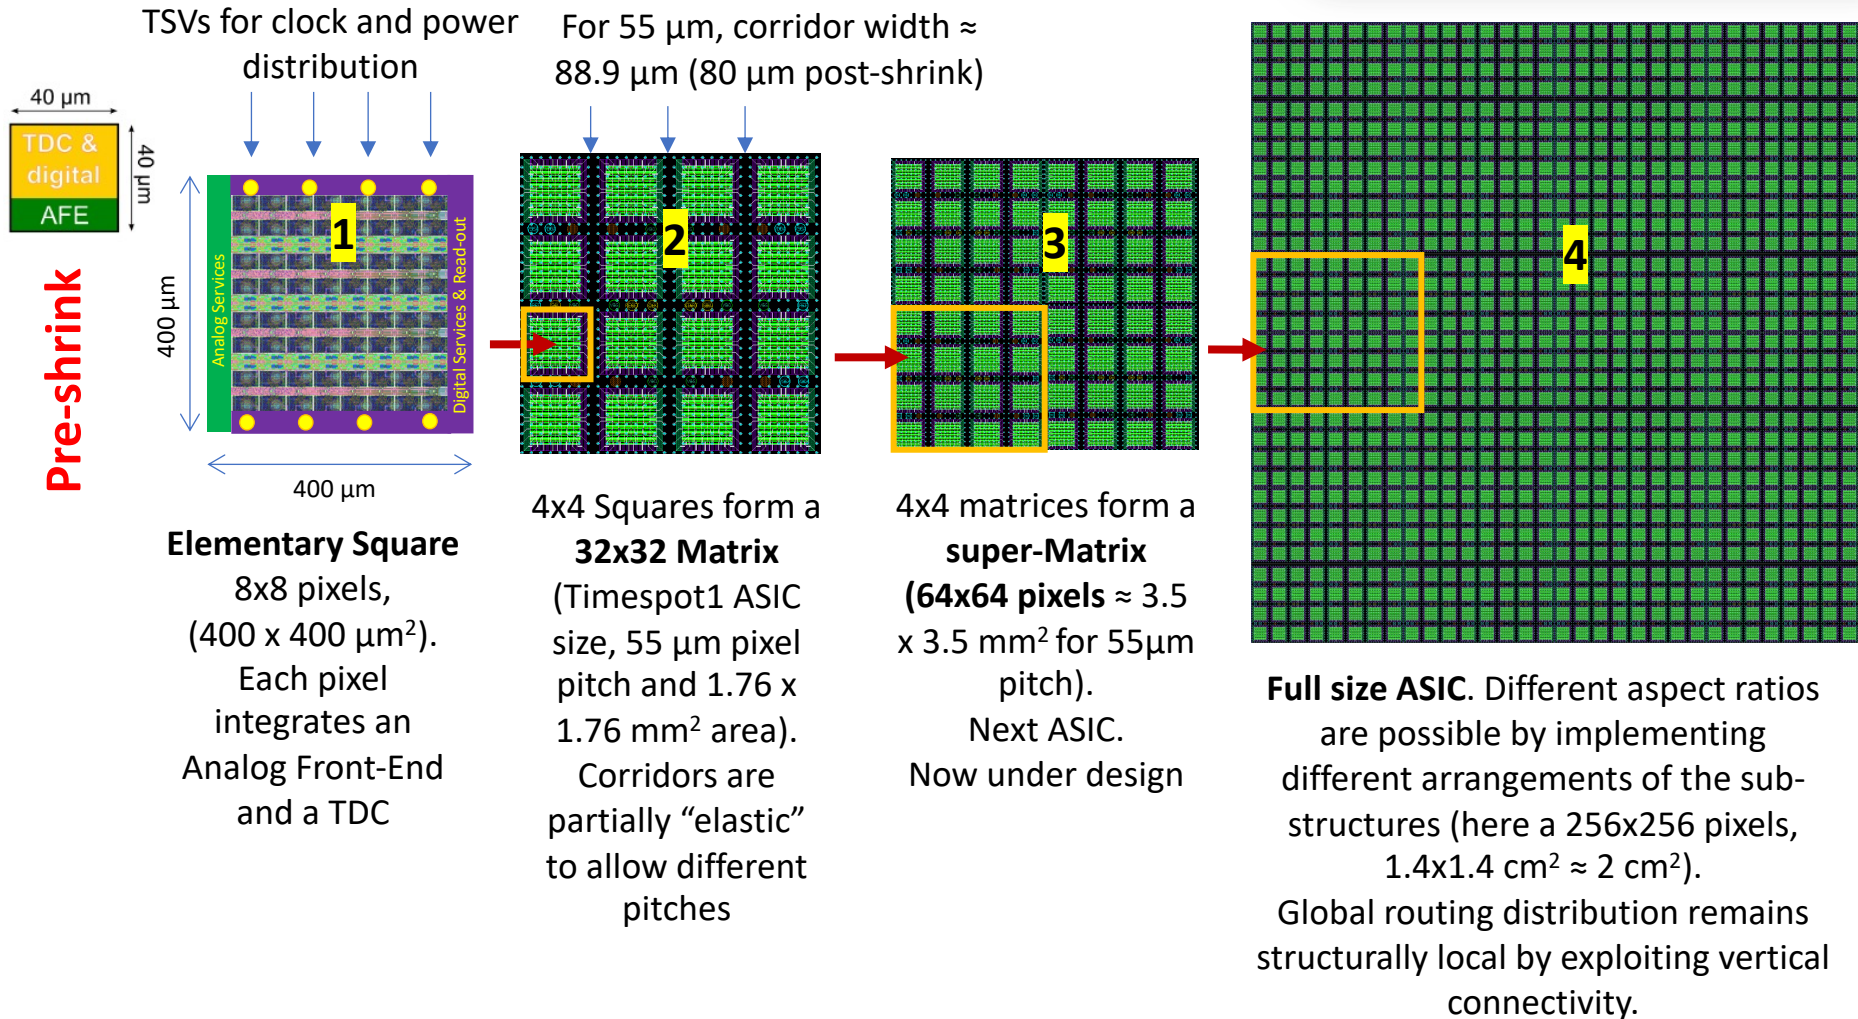 TSVs for clock and power
distribution
For 55 µm, corridor width ≈
88.9 µm (80 µm post-shrink)
40 µm
TDC &
digital
AFE
40 µm
Pre-shrink
400 µm
Analog Services
1
Digital Services & Read-out
400 µm
2
3
4
Elementary Square
8x8 pixels,
(400 x 400 µm²).
Each pixel
integrates an
Analog Front-End
and a TDC
4x4 Squares form a
32x32 Matrix
(Timespot1 ASIC
size, 55 µm pixel
pitch and 1.76 x
1.76 mm² area).
Corridors are
partially “elastic”
to allow different
pitches
4x4 matrices form a
super-Matrix
(64x64 pixels ≈ 3.5
x 3.5 mm² for 55µm
pitch).
Next ASIC.
Now under design
Full size ASIC. Different aspect ratios
are possible by implementing
different arrangements of the sub-
structures (here a 256x256 pixels,
1.4x1.4 cm² ≈ 2 cm²).
Global routing distribution remains
structurally local by exploiting vertical
connectivity.